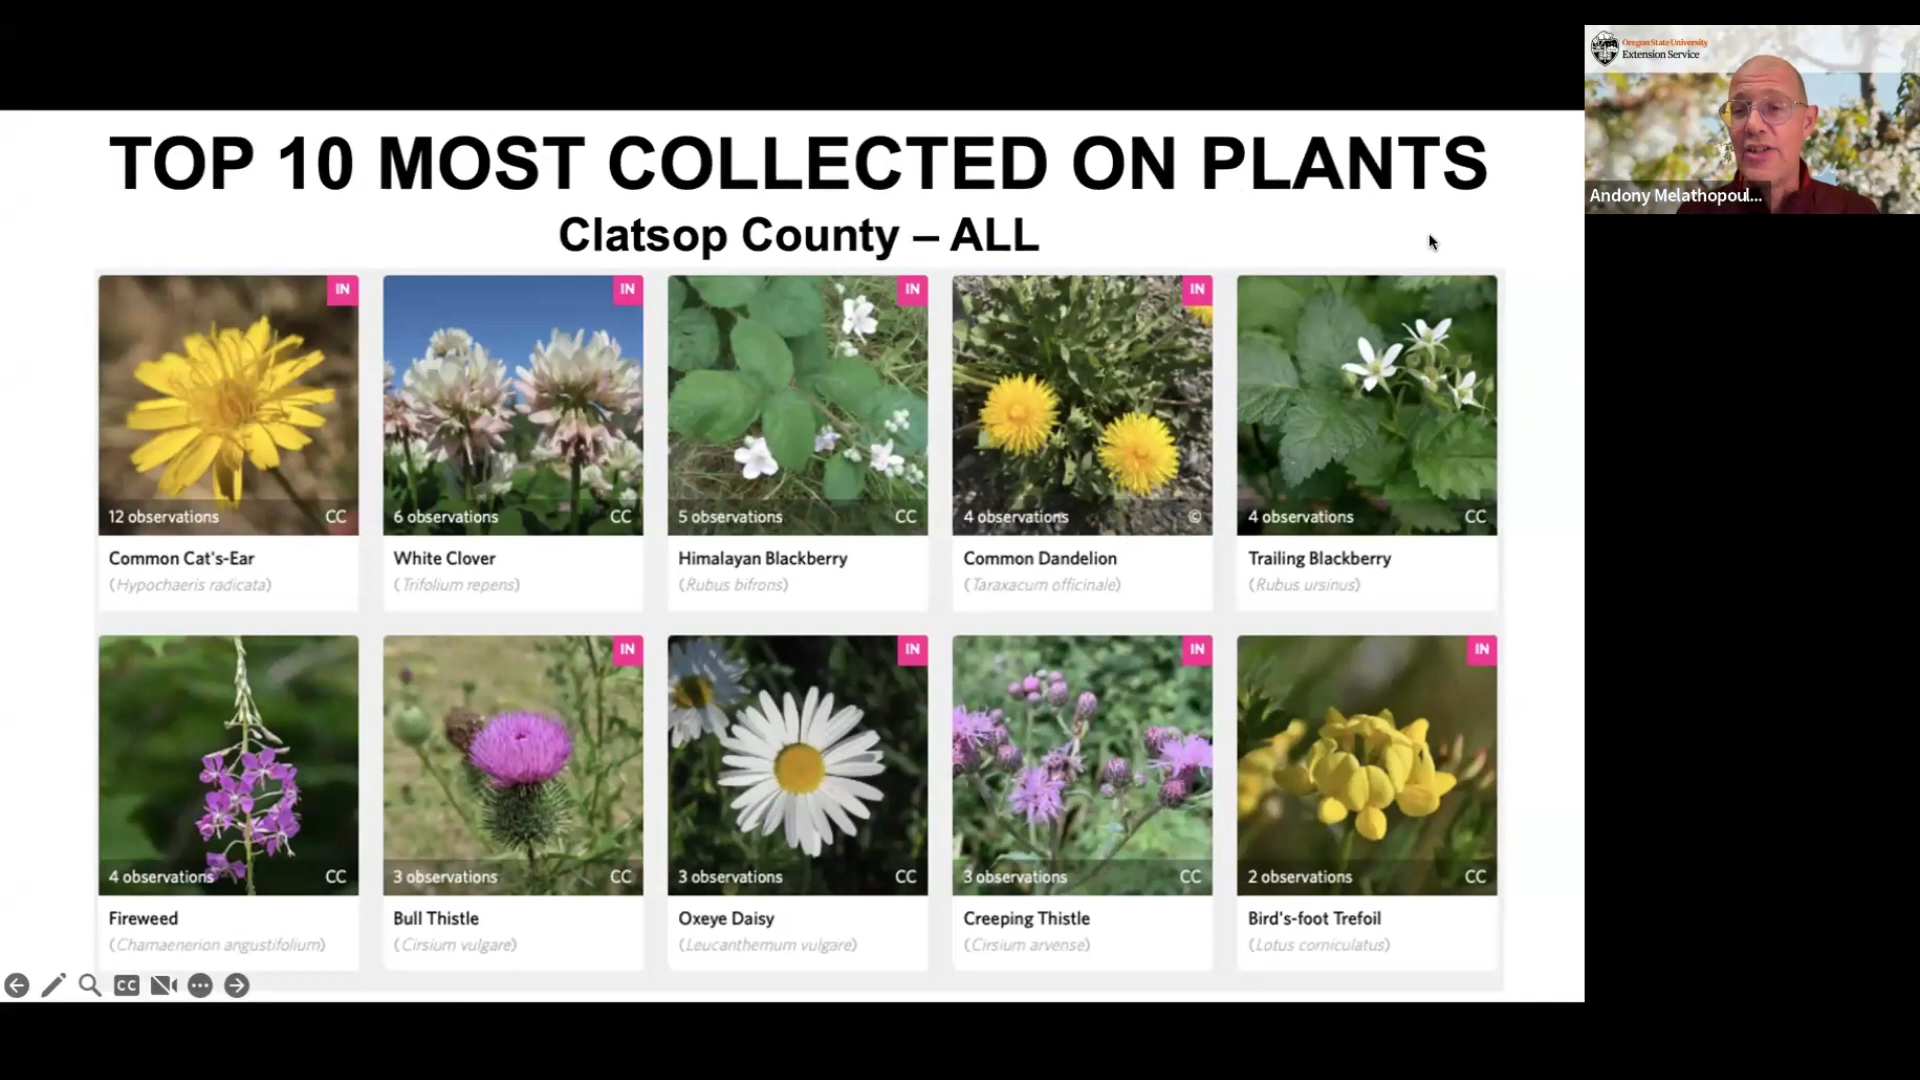 Oregon State University
Extension Service
Andony Melathopoul...
TOP 10 MOST COLLECTED ON PLANTS
Clatsop County – ALL
IN
IN
IN
IN
12 observations CC
6 observations CC
5 observations CC
4 observations ©
4 observations CC
Common Cat's-Ear
White Clover
Himalayan Blackberry
Common Dandelion
Trailing Blackberry
(Hypochaeris radicata)
(Trifolium repens)
(Rubus bifrons)
(Taraxacum officinale)
(Rubus ursinus)
IN
IN
IN
IN
4 observations CC
3 observations CC
3 observations CC
3 observations CC
2 observations CC
Fireweed
Bull Thistle
Oxeye Daisy
Creeping Thistle
Bird's-foot Trefoil
(Chamaenerion angustifolium)
(Cirsium vulgare)
(Leucanthemum vulgare)
(Cirsium arvense)
(Lotus corniculatus)
CC